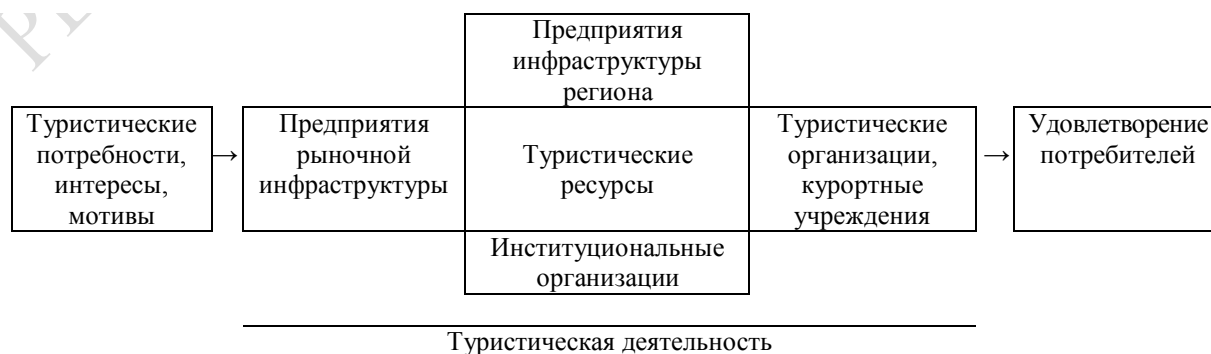 Предприятия
инфраструктуры
региона
Туристические
потребности,
интересы,
мотивы
→
Предприятия
рыночной
инфраструктуры
Туристические
ресурсы
Туристические
организации,
курортные
учреждения
→
Удовлетворение
потребителей
Институциональные
организации
Туристическая деятельность